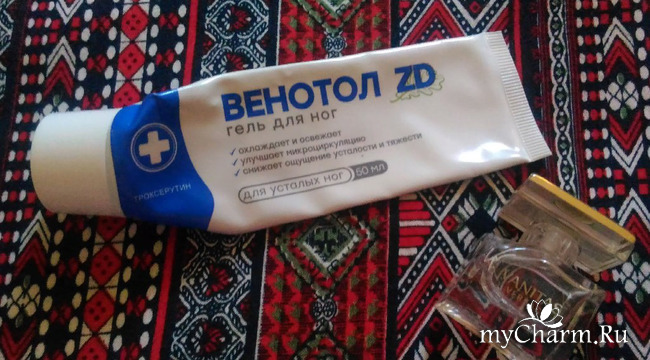 ВЕНОТОЛ ZD
гель для ног
✓ охлаждает и освежает
✓ улучшает микроциркуляцию
✓ снижает ощущение усталости и тяжести
для усталых ног 50 мл
ТРОКСЕРУТИН
myCharm.Ru